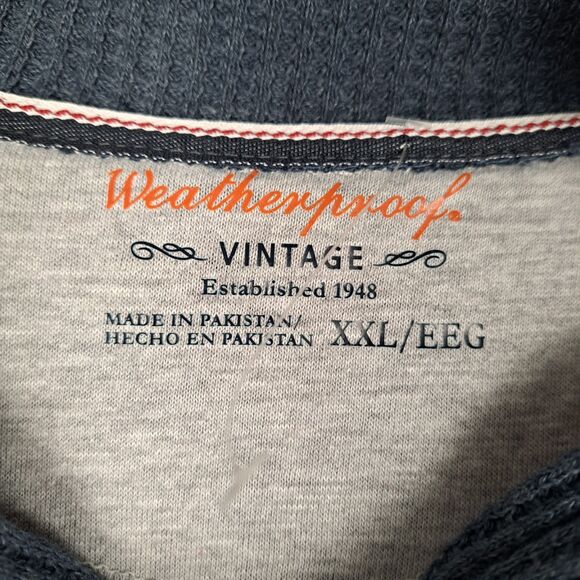 Weatherproof.
VINTAGE
Established 1948
MADE IN PAKISTAN/
HECHO EN PAKISTAN
XXL/EEG